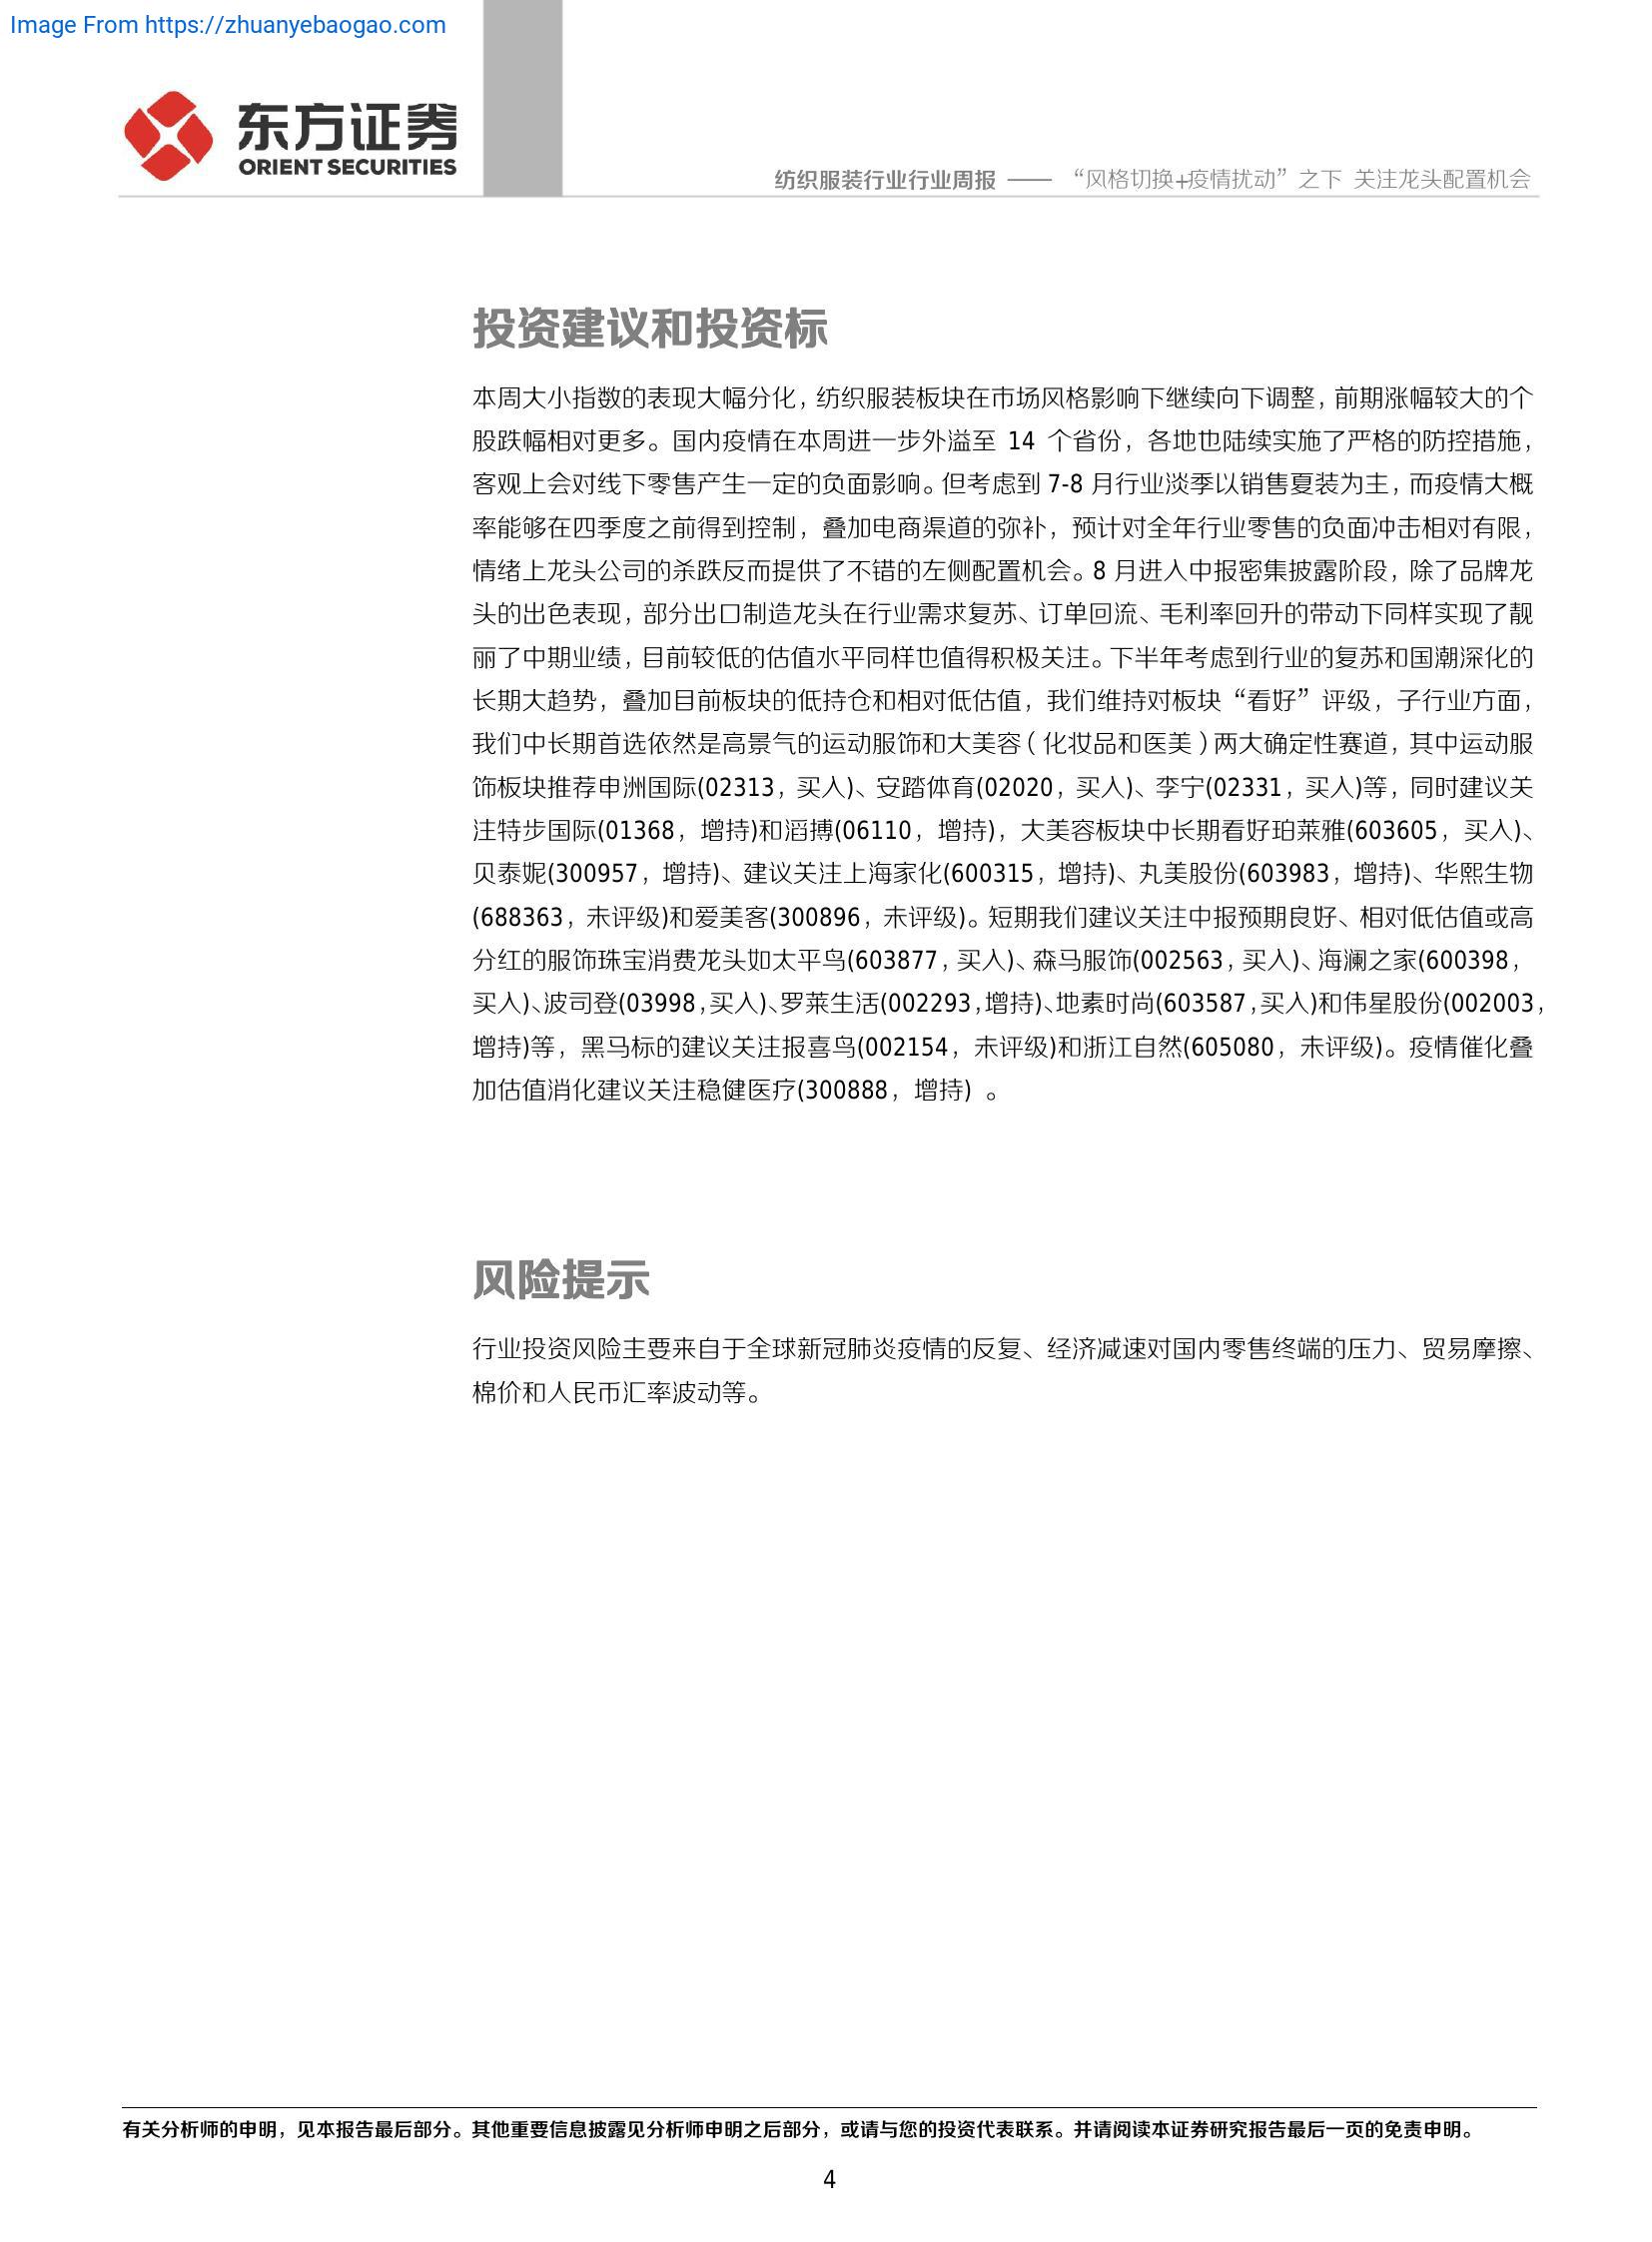 Image From https://zhuanyebaogao.com
东方证券
ORIENT SECURITIES
纺织服装行业行业周报 —— “风格切换+疫情扰动”之下 关注龙头配置机会
投资建议和投资标
本周大小指数的表现大幅分化，纺织服装板块在市场风格影响下继续向下调整，前期涨幅较大的个
股跌幅相对更多。国内疫情在本周进一步外溢至 14 个省份，各地也陆续实施了严格的防控措施，
客观上会对线下零售产生一定的负面影响。但考虑到 7-8 月行业淡季以销售夏装为主，而疫情大概
率能够在四季度之前得到控制，叠加电商渠道的弥补，预计对全年行业零售的负面冲击相对有限，
情绪上龙头公司的杀跌反而提供了不错的左侧配置机会。8 月进入中报密集披露阶段，除了品牌龙
头的出色表现，部分出口制造龙头在行业需求复苏、订单回流、毛利率回升的带动下同样实现了靓
丽了中期业绩，目前较低的估值水平同样也值得积极关注。下半年考虑到行业的复苏和国潮深化的
长期大趋势，叠加目前板块的低持仓和相对低估值，我们维持对板块“看好”评级，子行业方面，
我们中长期首选依然是高景气的运动服饰和大美容（化妆品和医美）两大确定性赛道，其中运动服
饰板块推荐申洲国际(02313，买入)、安踏体育(02020，买入)、李宁(02331，买入)等，同时建议关
注特步国际(01368，增持)和滔搏(06110，增持)，大美容板块中长期看好珀莱雅(603605，买入)、
贝泰妮(300957，增持)、建议关注上海家化(600315，增持)、丸美股份(603983，增持)、华熙生物
(688363，未评级)和爱美客(300896，未评级)。短期我们建议关注中报预期良好、相对低估值或高
分红的服饰珠宝消费龙头如太平鸟(603877，买入)、森马服饰(002563，买入)、海澜之家(600398，
买入)、波司登(03998，买入)、罗莱生活(002293，增持)、地素时尚(603587，买入)和伟星股份(002003，
增持)等，黑马标的建议关注报喜鸟(002154，未评级)和浙江自然(605080，未评级)。疫情催化叠
加估值消化建议关注稳健医疗(300888，增持) 。
风险提示
行业投资风险主要来自于全球新冠肺炎疫情的反复、经济减速对国内零售终端的压力、贸易摩擦、
棉价和人民币汇率波动等。
有关分析师的申明，见本报告最后部分。其他重要信息披露见分析师申明之后部分，或请与您的投资代表联系。并请阅读本证券研究报告最后一页的免责申明。
4